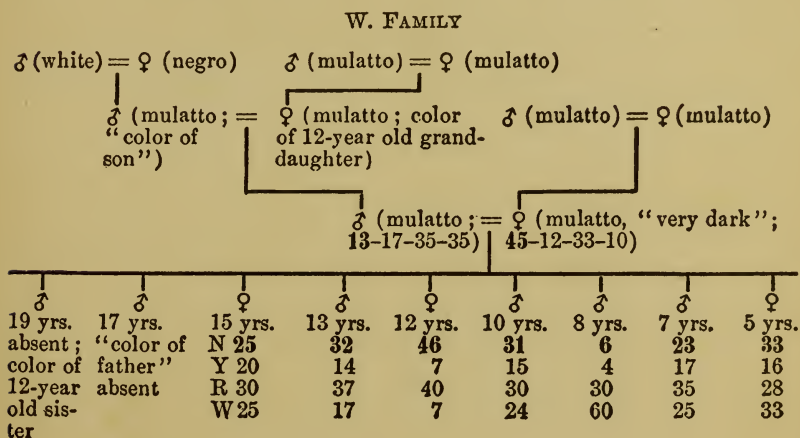 W. FAMILY
♂ (white) = ♀ (negro) ♂ (mulatto) = ♀ (mulatto)
♂ (mulatto; = ♀ (mulatto; color ♂ (mulatto) = ♀ (mulatto)
"color of of 12-year old grand-
son") daughter)
♂ (mulatto; = ♀ (mulatto, "very dark";
13-17-35-35) 45-12-33-10)
♂ ♂ ♀ ♂ ♀ ♂ ♂ ♂ ♀
19 yrs. 17 yrs. 15 yrs. 13 yrs. 12 yrs. 10 yrs. 8 yrs. 7 yrs. 5 yrs.
absent; "color of N 25 32 46 31 6 23 33
color of father" Y 20 14 7 15 4 17 16
12-year absent R 30 37 40 30 30 35 28
old sis- W 25 17 7 24 60 25 33
ter